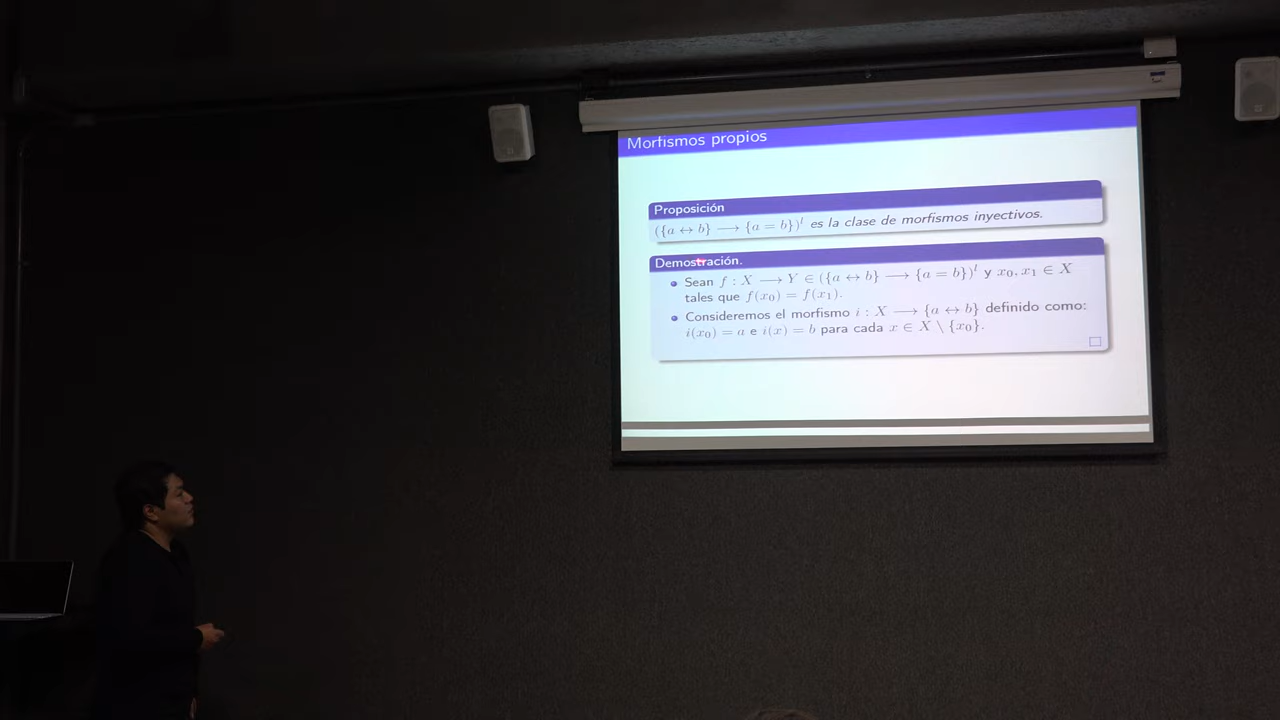 Morfismos propios
Proposición
({a ↔ b} ⟶ {a = b})^l es la clase de morfismos inyectivos.
Demostración.
Sean f : X ⟶ Y ∈ ({a ↔ b} ⟶ {a = b})^l y x₀, x₁ ∈ X
tales que f(x₀) = f(x₁).
Consideremos el morfismo i : X ⟶ {a ↔ b} definido como:
i(x₀) = a e i(x) = b para cada x ∈ X \ {x₀}.